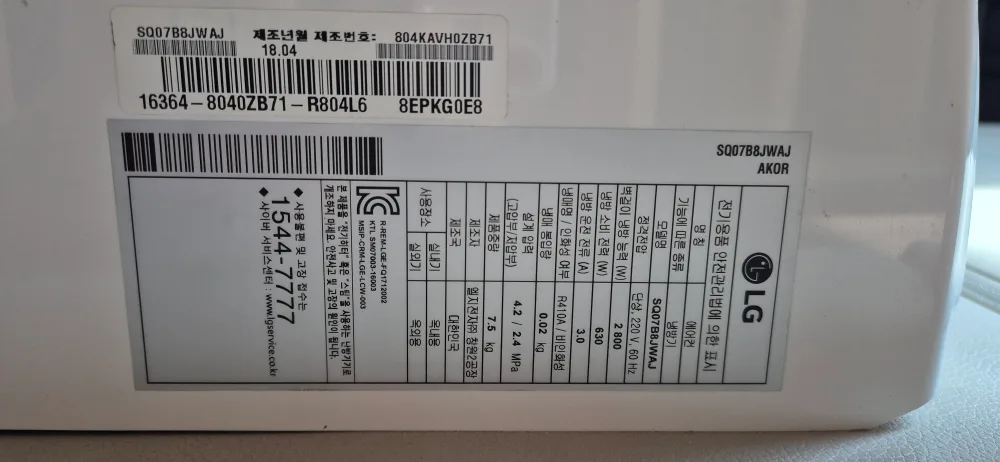 SQ07B8JWAJ 제조년월 제조번호: 804KAVH0ZB71
18.04
16364-8040ZB71-R804L6 8EPKG0E8
SQ07B8JWAJ
AKOR
LG
전기용품 안전관리법에 의한 표시
명칭 에어컨
기능에 따른 종류 냉방기
모델명 SQ07B8JWAJ
정격전압 단상, 220 V, 60 Hz
벽걸이 냉방 능력 (W) 2 800
냉방 소비 전력 (W) 630
냉방 운전 전류 (A) 3.0
냉매명 / 인화성 여부 R410A / 비인화성
냉매 봉입량 0.02 kg
설계 압력 (고압부/저압부) 4.2 / 2.4 MPa
제품중량 7.5 kg
제조자 엘지전자㈜ 창원2공장
제조국 대한민국
사용장소 실내기 옥내용
실외기 옥외용
R-REM-LGE-FQ1712002
KTL SM07003-16003
MSIP-CRM-LGE-LCW-003
본 제품을 "전기히터" 혹은 "스팀"을 사용하는 난방기기로
개조하지 마세요. 안전사고 및 고장의 원인이 됩니다.
◆ 사용불편 및 고장 접수는
1544-7777
◆ 사이버 서비스센터 : www.lgservice.co.kr